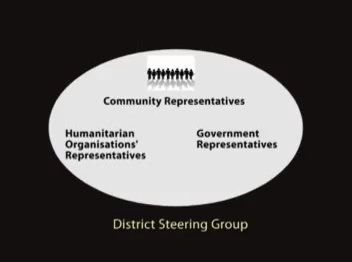 Community Representatives
Humanitarian
Organisations'
Representatives
Government
Representatives
District Steering Group